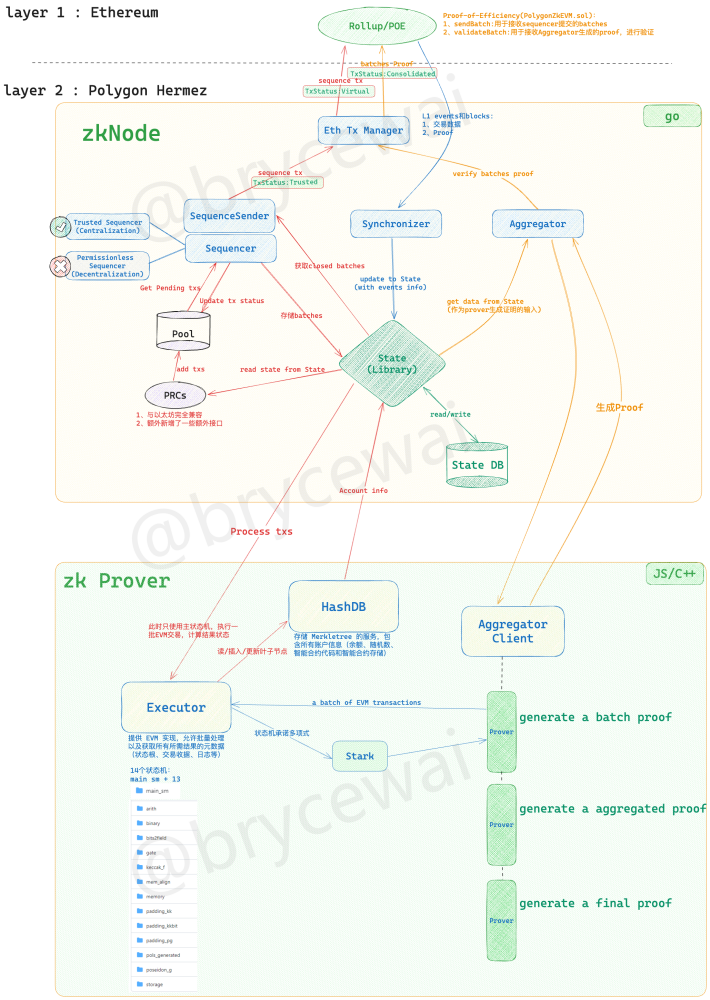 layer 1 : Ethereum
Rollup/POE
Proof-of-Efficiency(PolygonZkEVM.sol):
1、sendBatch:用于接收sequencer提交的batches
2、validateBatch:用于接收Aggregator生成的proof，进行验证
batches Proof
TxStatus:Consolidated
sequence tx
TxStatus:Virtual
layer 2 : Polygon Hermez
zkNode
go
Eth Tx Manager
L1 events和blocks:
1、交易数据
2、Proof
sequence tx
TxStatus:Trusted
verify batches proof
SequenceSender
Sequencer
Synchronizer
Aggregator
Trusted Sequencer
(Centralization)
Permissionless
Sequencer
(Decentralization)
获取closed batches
Get Pending txs
Update tx status
update to State
(with events info)
存储batches
get data from State
(作为prover生成证明的输入)
Pool
State
(Library)
add txs
read state from State
PRCs
1、与以太坊完全兼容
2、额外新增了一些额外接口
read/write
生成Proof
State DB
Account info
Process txs
@brycewai
@brycewai
@brycewai
zk Prover
JS/C++
HashDB
存储 Merkletree 的服务，包
含所有账户信息（余额、随机数、
智能合约代码和智能合约存储）
此时只使用主状态机，执行一
批EVM交易，计算结果状态
读/插入/更新叶子节点
Aggregator
Client
Executor
a batch of EVM transactions
提供 EVM 实现，允许批量处理
以及获取所有所需结果的元数据
（状态根、交易收据、日志等）
状态机承诺多项式
Stark
Prover
generate a batch proof
14个状态机：
main sm + 13
main_sm
arith
binary
bits2field
gate
keccak_f
mem_align
memory
padding_kk
padding_kkbit
padding_pg
pols_generated
poseidon_g
storage
Prover
generate a aggregated proof
Prover
generate a final proof